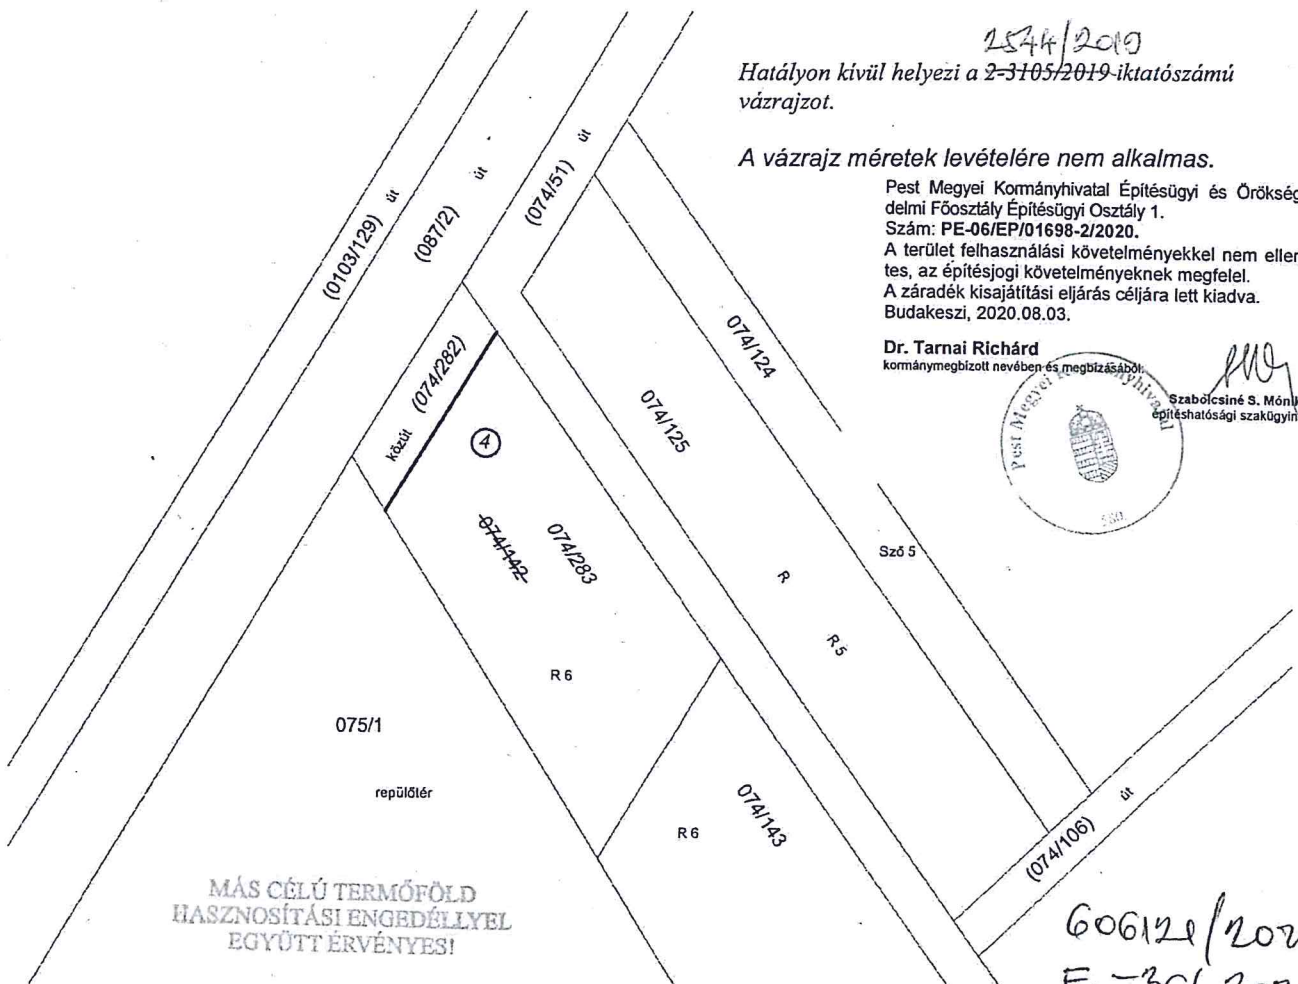 2544/2019
Hatályon kívül helyezi a 2-3105/2019 iktatószámú
vázrajzot.
A vázrajz méretek levételére nem alkalmas.
Pest Megyei Kormányhivatal Építésügyi és Örökség
delmi Főosztály Építésügyi Osztály 1.
Szám: PE-06/EP/01698-2/2020.
A terület felhasználási követelményekkel nem ellen
tes, az építésjogi követelményeknek megfelel.
A záradék kisajátítási eljárás céljára lett kiadva.
Budakeszi, 2020.08.03.
Dr. Tarnai Richárd
kormánymegbízott nevében és megbízásából:
Szabolcsiné S. Móni
építéshatósági szakügyin
Pest Megyei Kormányhivatal
(0103/129) út
(087/2) út
(074/51) út
közút (074/282)
4
074/124
074/125
074/142
074/283
Sző 5
R
R 5
R 6
075/1
repülőtér
R 6
074/143
(074/106) út
MÁS CÉLÚ TERMŐFÖLD
HASZNOSÍTÁSI ENGEDÉLLYEL
EGYÜTT ÉRVÉNYES!